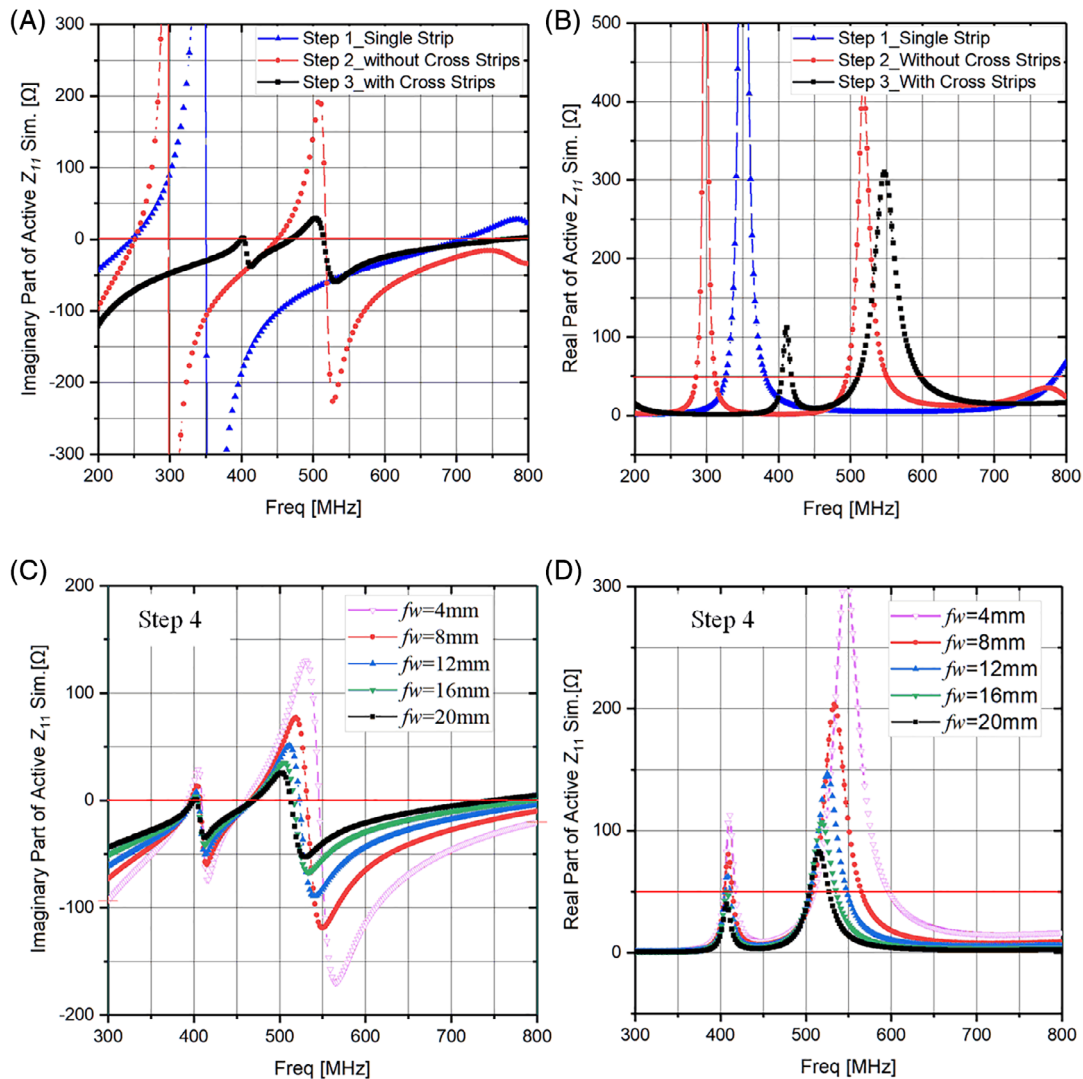 (A)
Imaginary Part of Active Z11 Sim. [Ω]
300
200
100
0
-100
-200
-300
Step 1_Single Strip
Step 2_without Cross Strips
Step 3_with Cross Strips
200 300 400 500 600 700 800
Freq [MHz]
(B)
Real Part of Active Z11 Sim. [Ω]
500
400
300
200
100
0
Step 1_Single Strip
Step 2_Without Cross Strips
Step 3_With Cross Strips
200 300 400 500 600 700 800
Freq [MHz]
(C)
Imaginary Part of Active Z11 Sim.[Ω]
200
100
0
-100
-200
Step 4
fw=4mm
fw=8mm
fw=12mm
fw=16mm
fw=20mm
300 400 500 600 700 800
Freq [MHz]
(D)
Real Part of Active Z11 Sim.[Ω]
300
200
100
0
Step 4
fw=4mm
fw=8mm
fw=12mm
fw=16mm
fw=20mm
300 400 500 600 700 800
Freq [MHz]